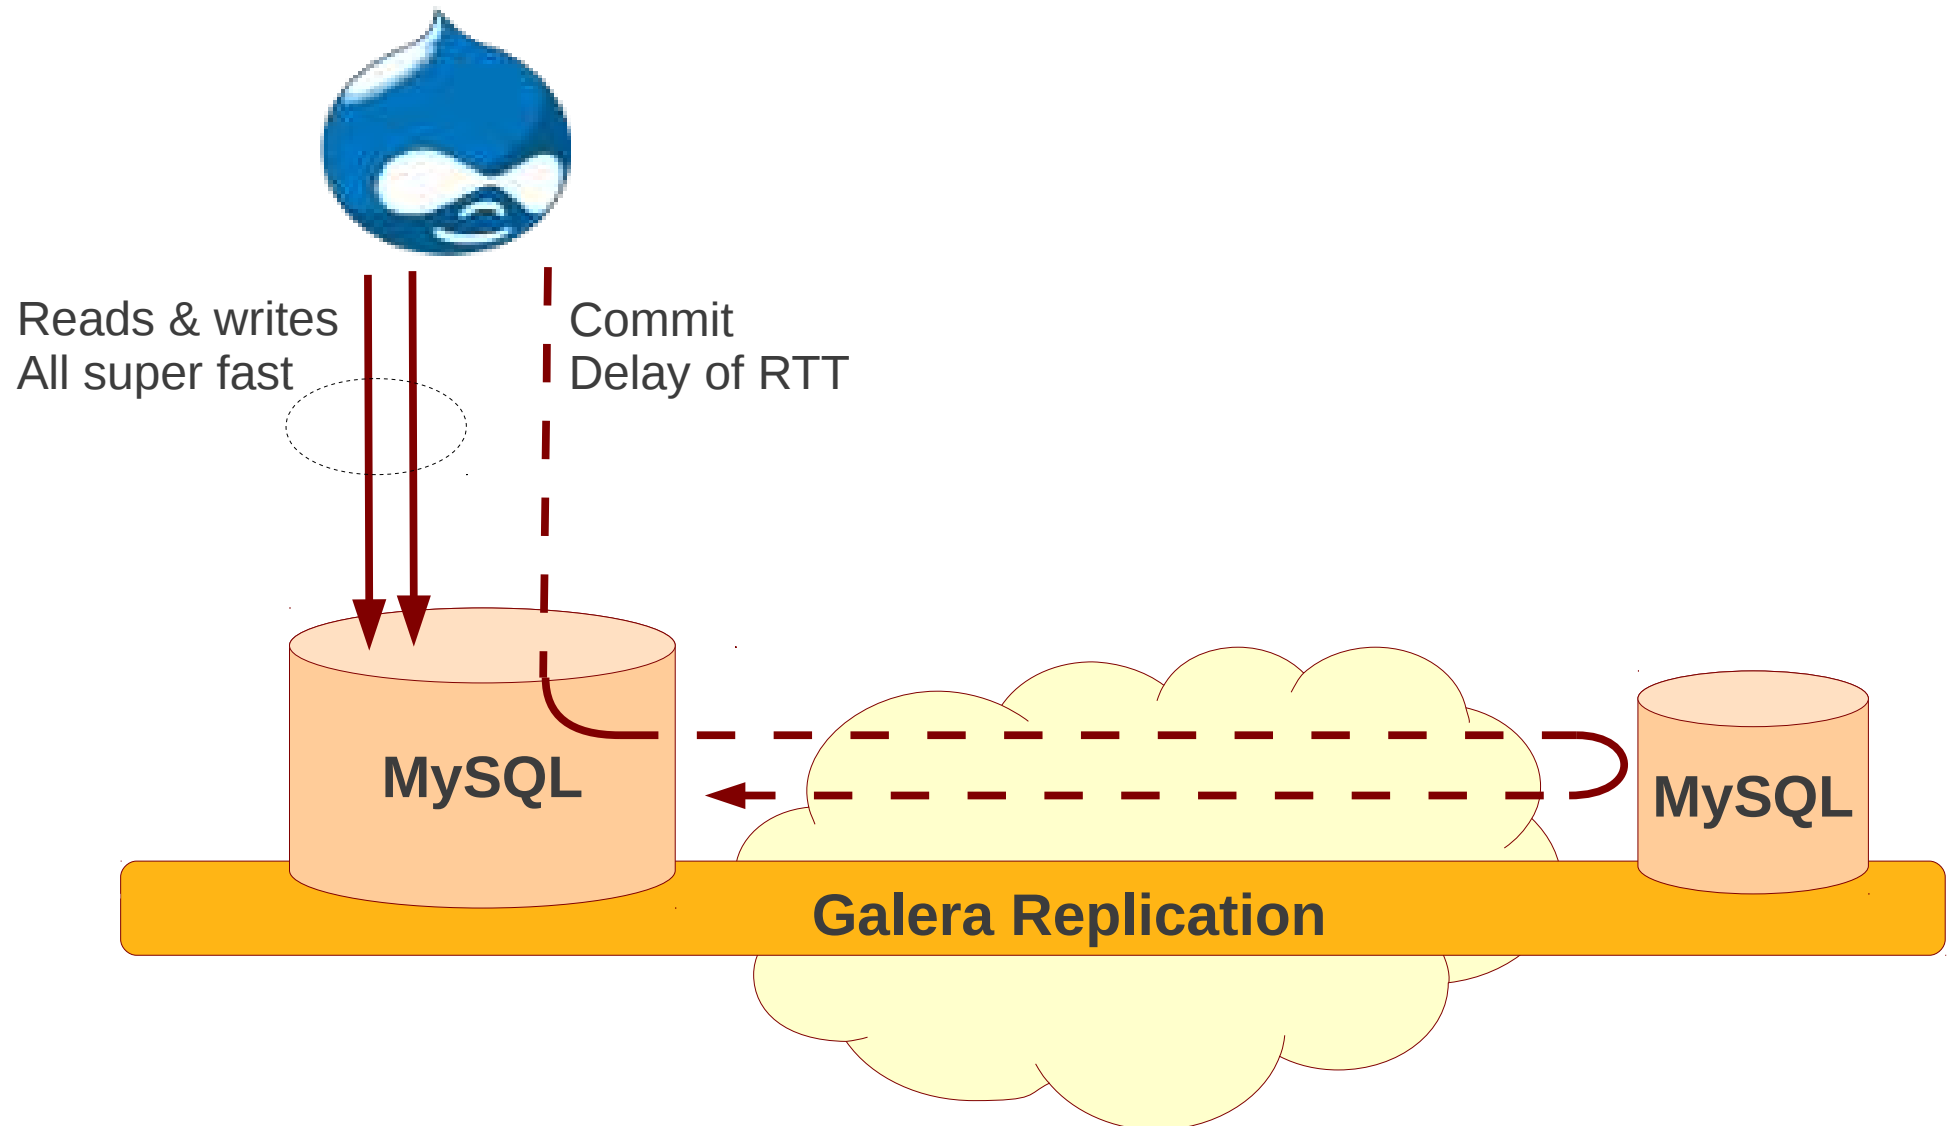 Reads & writes
All super fast
Commit
Delay of RTT
MySQL
MySQL
Galera Replication